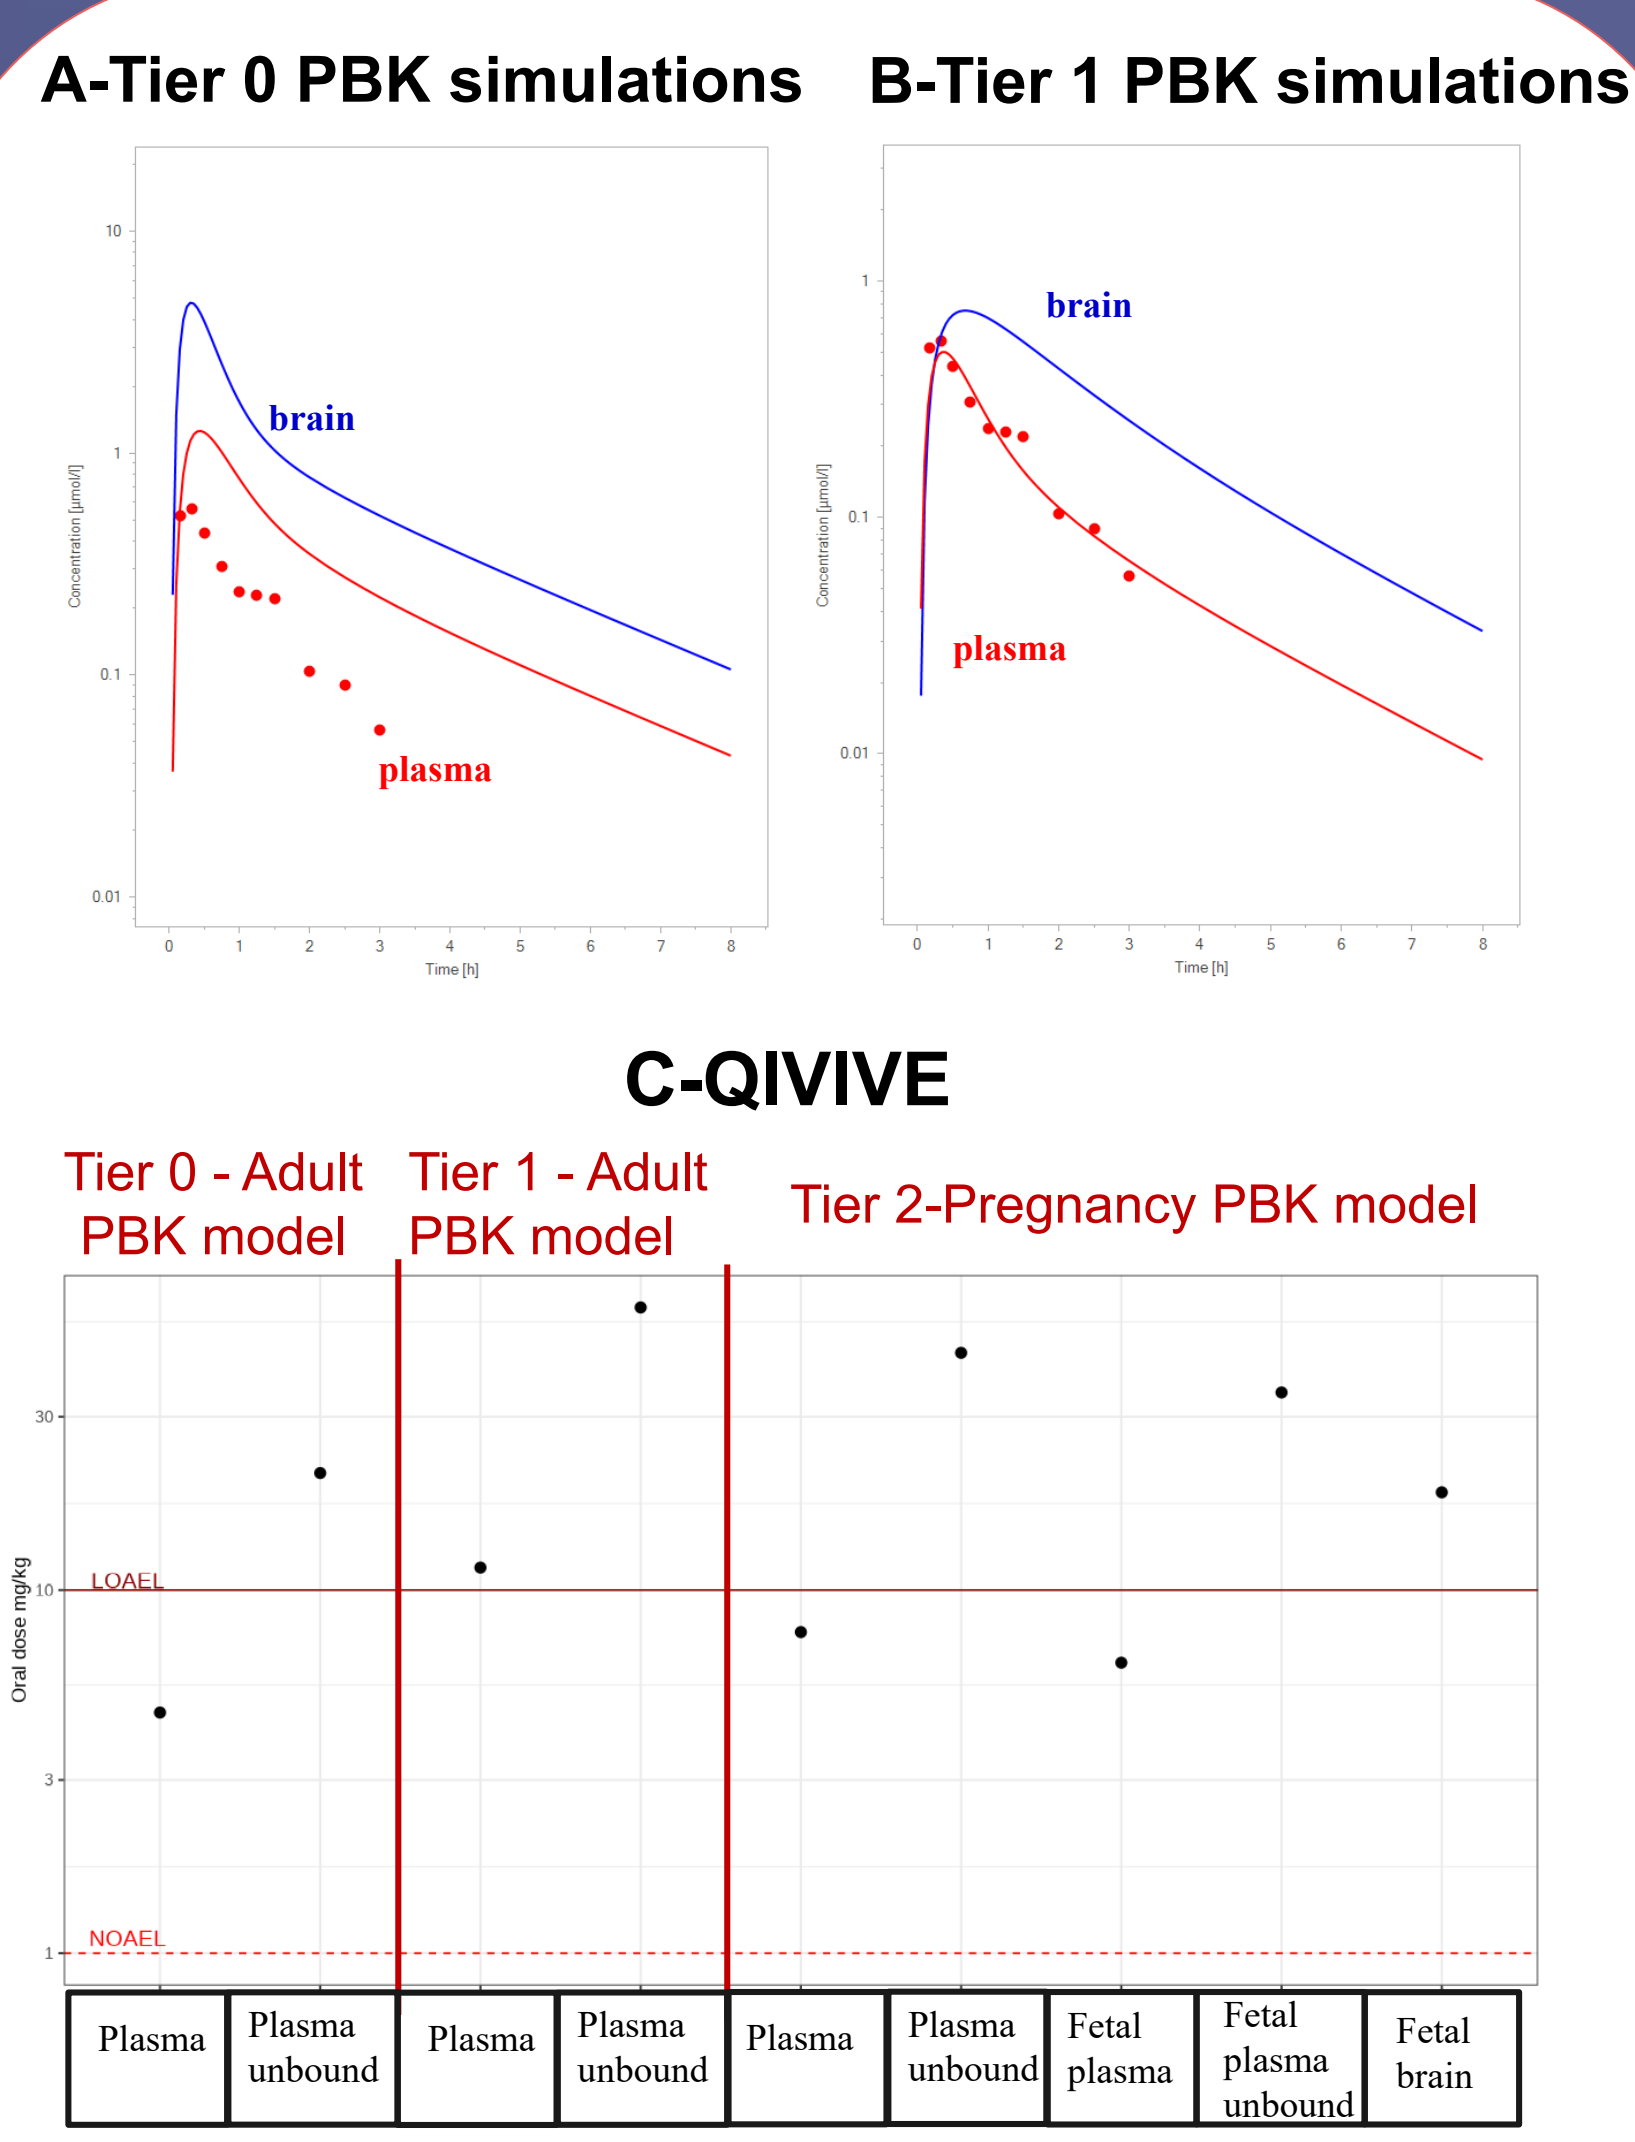 A-Tier 0 PBK simulations
B-Tier 1 PBK simulations
10
1
0.1
0.01
Concentration [µmol/l]
brain
plasma
0 1 2 3 4 5 6 7 8
Time [h]
1
0.1
0.01
Concentration [µmol/l]
brain
plasma
0 1 2 3 4 5 6 7 8
Time [h]
C-QIVIVE
Tier 0 - Adult
PBK model
Tier 1 - Adult
PBK model
Tier 2-Pregnancy PBK model
30
10
3
1
Oral dose mg/kg
LOAEL
NOAEL
Plasma
Plasma
unbound
Plasma
Plasma
unbound
Plasma
Plasma
unbound
Fetal
plasma
Fetal
plasma
unbound
Fetal
brain